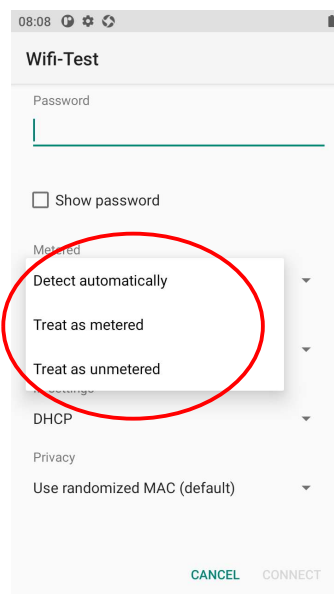 08:08
Wifi-Test
Password
Show password
Metered
Detect automatically
Treat as metered
Treat as unmetered
settings
DHCP
Privacy
Use randomized MAC (default)
CANCEL CONNECT